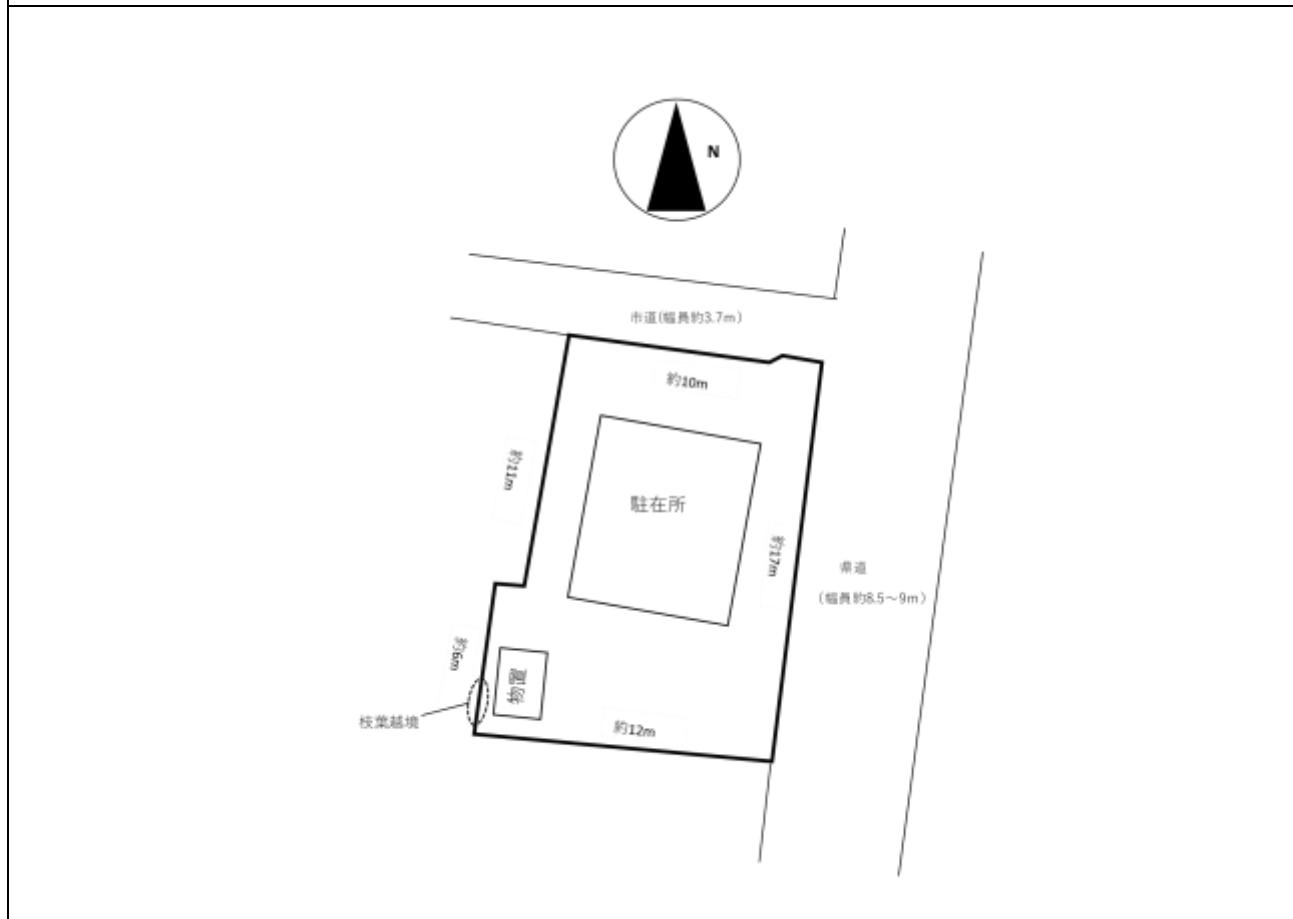 N
市道(幅員約3.7m)
約10m
約11m
駐在所
約17m
県道
(幅員約8.5～9m)
約6m
物置
枝葉越境
約12m